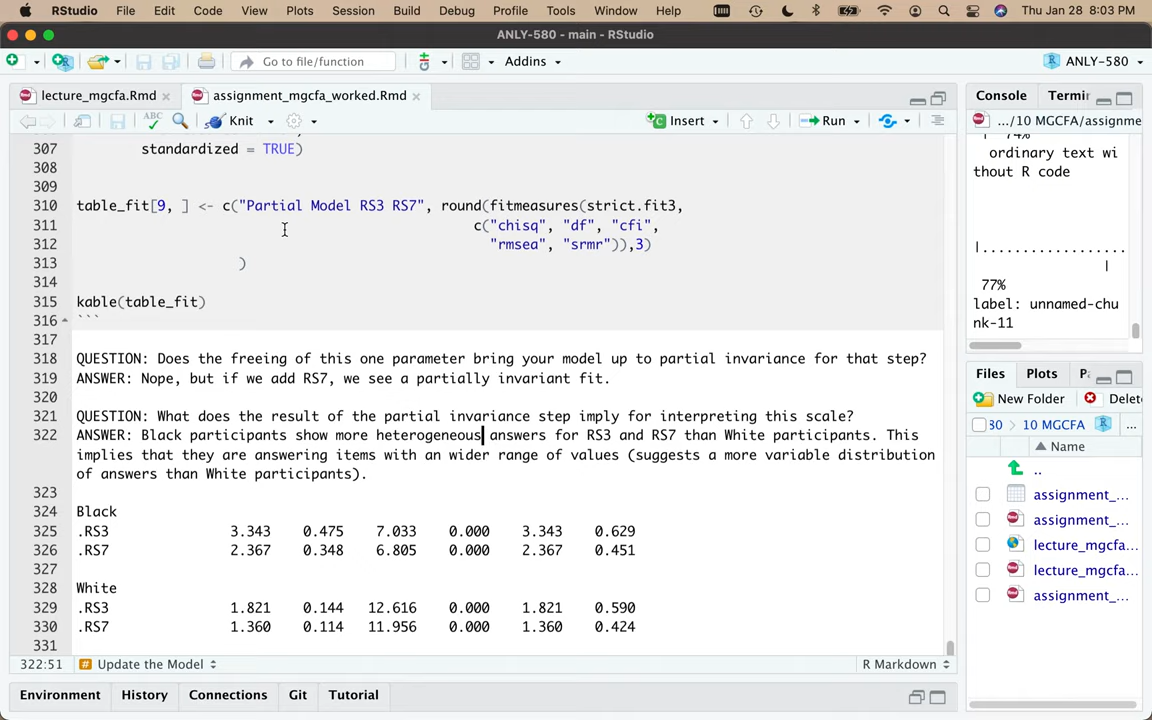 RStudio File Edit Code View Plots Session Build Debug Profile Tools Window Help Thu Jan 28 8:03 PM
ANLY-580 - main - RStudio
Go to file/function Addins ANLY-580
lecture_mgcfa.Rmd assignment_mgcfa_worked.Rmd
ABC Knit Insert Run
307 standardized = TRUE)
308
309
310 table_fit[9, ] <- c("Partial Model RS3 RS7", round(fitmeasures(strict.fit3,
311 c("chisq", "df", "cfi",
312 "rmsea", "srmr")),3)
313 )
314
315 kable(table_fit)
316 ```
317
318 QUESTION: Does the freeing of this one parameter bring your model up to partial invariance for that step?
319 ANSWER: Nope, but if we add RS7, we see a partially invariant fit.
320
321 QUESTION: What does the result of the partial invariance step imply for interpreting this scale?
322 ANSWER: Black participants show more heterogeneous answers for RS3 and RS7 than White participants. This
implies that they are answering items with an wider range of values (suggests a more variable distribution
of answers than White participants).
323
324 Black
325 .RS3 3.343 0.475 7.033 0.000 3.343 0.629
326 .RS7 2.367 0.348 6.805 0.000 2.367 0.451
327
328 White
329 .RS3 1.821 0.144 12.616 0.000 1.821 0.590
330 .RS7 1.360 0.114 11.956 0.000 1.360 0.424
331
322:51 # Update the Model R Markdown
Environment History Connections Git Tutorial
Console Termir
.../10 MGCFA/assignme
74%
ordinary text wi
thout R code
|..................
|
77%
label: unnamed-chu
nk-11
Files Plots Pa
New Folder Delet
80 10 MGCFA ...
Name
..
assignment_...
assignment_...
lecture_mgcfa...
lecture_mgcfa...
assignment_...